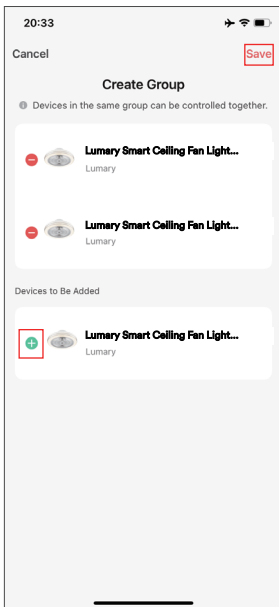 20:33
Cancel
Save
Create Group
Devices in the same group can be controlled together.
Lumary Smart Ceiling Fan Light...
Lumary
Lumary Smart Ceiling Fan Light...
Lumary
Devices to Be Added
Lumary Smart Ceiling Fan Light...
Lumary